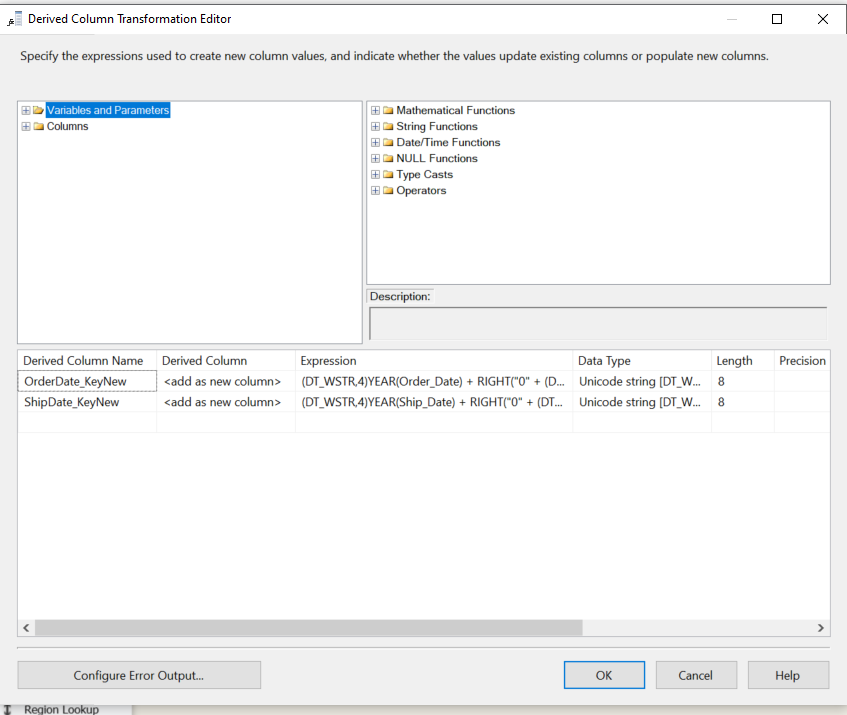 Derived Column Transformation Editor
Specify the expressions used to create new column values, and indicate whether the values update existing columns or populate new columns.
Variables and Parameters
Columns
Mathematical Functions
String Functions
Date/Time Functions
NULL Functions
Type Casts
Operators
Description:
Derived Column Name Derived Column Expression Data Type Length Precision
OrderDate_KeyNew <add as new column> (DT_WSTR,4)YEAR(Order_Date) + RIGHT("0" + (D... Unicode string [DT_W... 8
ShipDate_KeyNew <add as new column> (DT_WSTR,4)YEAR(Ship_Date) + RIGHT("0" + (DT... Unicode string [DT_W... 8
Configure Error Output... OK Cancel Help
Region Lookup